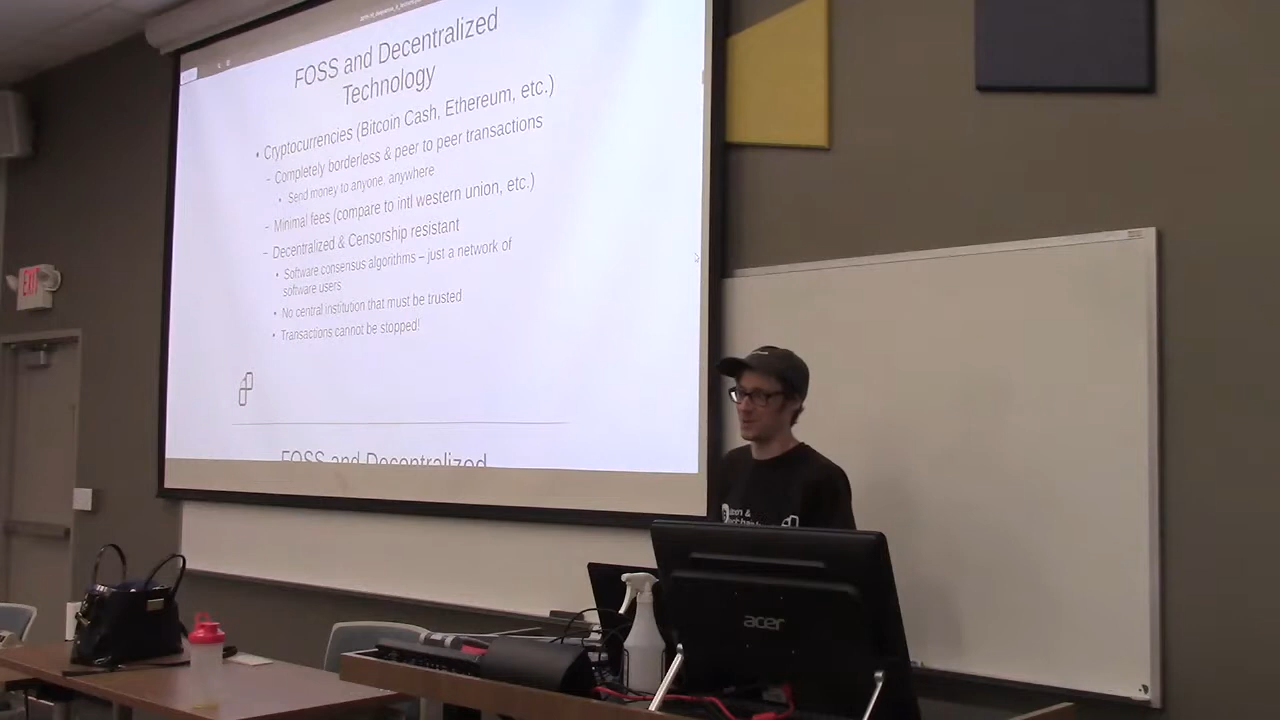 FOSS and Decentralized
Technology
• Cryptocurrencies (Bitcoin Cash, Ethereum, etc.)
– Completely borderless & peer to peer transactions
• Send money to anyone, anywhere
– Minimal fees (compare to intl western union, etc.)
– Decentralized & Censorship resistant
• Software consensus algorithms – just a network of
software users
• No central institution that must be trusted
• Transactions cannot be stopped!
FOSS and Decentralized
EXIT
acer